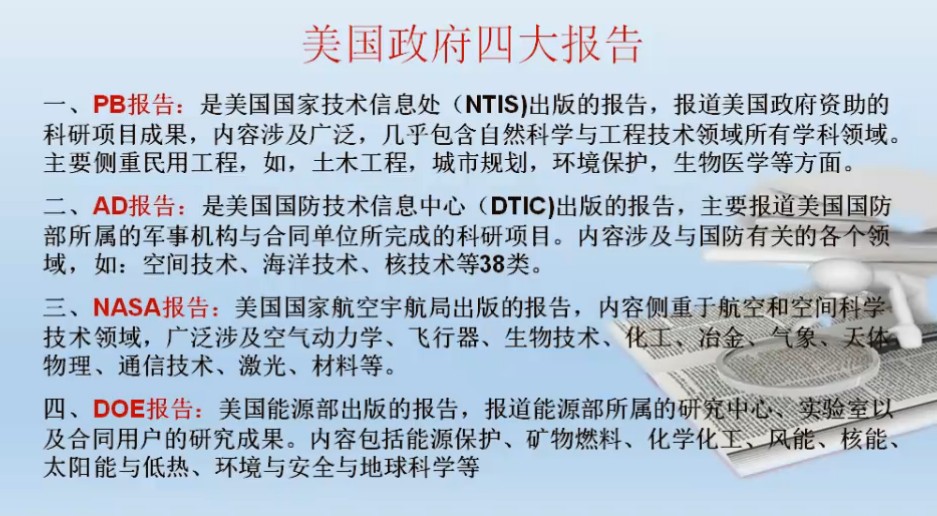 美国政府四大报告
一、PB报告：是美国国家技术信息处（NTIS)出版的报告，报道美国政府资助的
科研项目成果，内容涉及广泛，几乎包含自然科学与工程技术领域所有学科领域。
主要侧重民用工程，如，土木工程，城市规划，环境保护，生物医学等方面。
二、AD报告：是美国国防技术信息中心（DTIC)出版的报告，主要报道美国国防
部所属的军事机构与合同单位所完成的科研项目。内容涉及与国防有关的各个领
域，如：空间技术、海洋技术、核技术等38类。
三、NASA报告：美国国家航空宇航局出版的报告，内容侧重于航空和空间科学
技术领域，广泛涉及空气动力学、飞行器、生物技术、化工、冶金、气象、天体
物理、通信技术、激光、材料等。
四、DOE报告：美国能源部出版的报告，报道能源部所属的研究中心、实验室以
及合同用户的研究成果。内容包括能源保护、矿物燃料、化学化工、风能、核能、
太阳能与低热、环境与安全与地球科学等